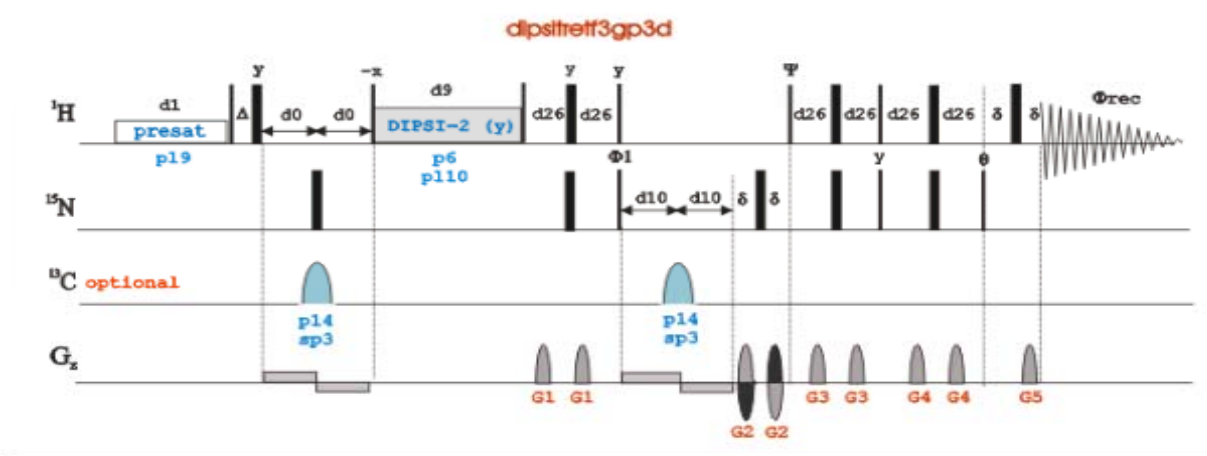 dipsitretf3gp3d
y -x y y Ψ
¹H d1 Δ d0 d0 d9 d26 d26 d26 d26 d26 d26 δ δ Φrec
presat DIPSI-2 (y)
p19 p6 Φ1 y θ
pl10
¹⁵N d10 d10 δ δ
¹³C optional
p14 p14
sp3 sp3
Gz
G1 G1 G3 G3 G4 G4 G5
G2 G2